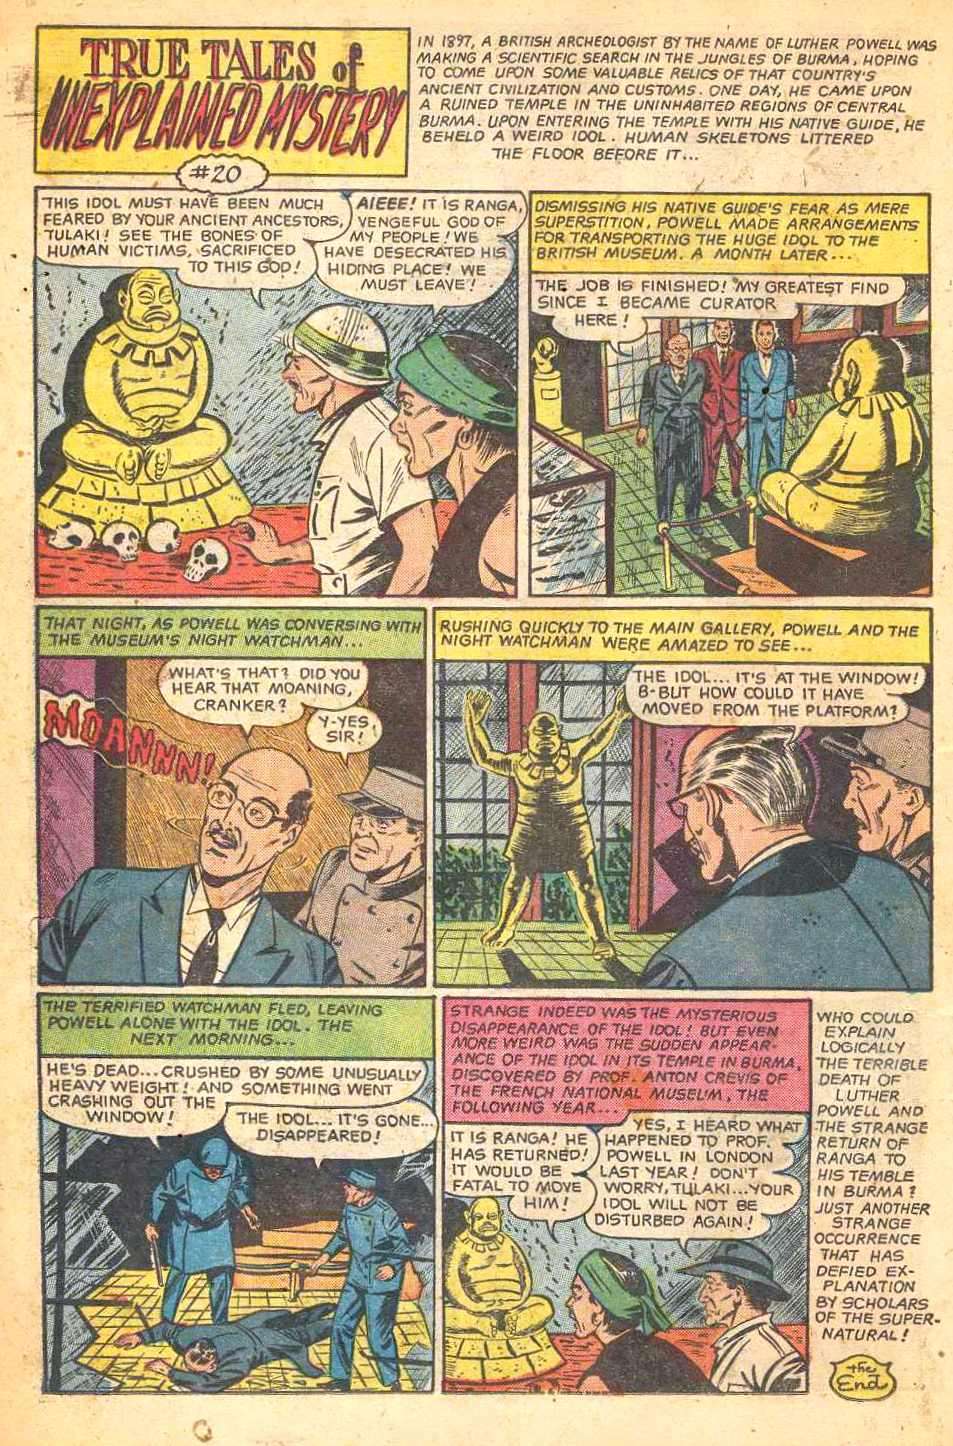 TRUE TALES of
UNEXPLAINED MYSTERY
#20
IN 1897, A BRITISH ARCHEOLOGIST BY THE NAME OF LUTHER POWELL WAS
MAKING A SCIENTIFIC SEARCH IN THE JUNGLES OF BURMA, HOPING
TO COME UPON SOME VALUABLE RELICS OF THAT COUNTRY'S
ANCIENT CIVILIZATION AND CUSTOMS. ONE DAY, HE CAME UPON
A RUINED TEMPLE IN THE UNINHABITED REGIONS OF CENTRAL
BURMA. UPON ENTERING THE TEMPLE WITH HIS NATIVE GUIDE, HE
BEHELD A WEIRD IDOL. HUMAN SKELETONS LITTERED
THE FLOOR BEFORE IT...
THIS IDOL MUST HAVE BEEN MUCH
FEARED BY YOUR ANCIENT ANCESTORS,
TULAKI! SEE THE BONES OF
HUMAN VICTIMS, SACRIFICED
TO THIS GOD!
AIEEE! IT IS RANGA,
VENGEFUL GOD OF
MY PEOPLE! WE
HAVE DESECRATED HIS
HIDING PLACE! WE
MUST LEAVE!
DISMISSING HIS NATIVE GUIDE'S FEAR AS MERE
SUPERSTITION, POWELL MADE ARRANGEMENTS
FOR TRANSPORTING THE HUGE IDOL TO THE
BRITISH MUSEUM. A MONTH LATER...
THE JOB IS FINISHED! MY GREATEST FIND
SINCE I BECAME CURATOR
HERE!
THAT NIGHT, AS POWELL WAS CONVERSING WITH
THE MUSEUM'S NIGHT WATCHMAN...
MOANNN!
WHAT'S THAT? DID YOU
HEAR THAT MOANING,
CRANKER?
Y-YES,
SIR!
RUSHING QUICKLY TO THE MAIN GALLERY, POWELL AND THE
NIGHT WATCHMAN WERE AMAZED TO SEE...
THE IDOL... IT'S AT THE WINDOW!
B-BUT HOW COULD IT HAVE
MOVED FROM THE PLATFORM?
THE TERRIFIED WATCHMAN FLED, LEAVING
POWELL ALONE WITH THE IDOL. THE
NEXT MORNING...
HE'S DEAD... CRUSHED BY SOME UNUSUALLY
HEAVY WEIGHT! AND SOMETHING WENT
CRASHING OUT THE
WINDOW!
THE IDOL... IT'S GONE...
DISAPPEARED!
STRANGE INDEED WAS THE MYSTERIOUS
DISAPPEARANCE OF THE IDOL! BUT EVEN
MORE WEIRD WAS THE SUDDEN APPEAR-
ANCE OF THE IDOL IN ITS TEMPLE IN BURMA,
DISCOVERED BY PROF. ANTON CREVIS OF
THE FRENCH NATIONAL MUSEUM, THE
FOLLOWING YEAR...
IT IS RANGA! HE
HAS RETURNED!
IT WOULD BE
FATAL TO MOVE
HIM!
YES, I HEARD WHAT
HAPPENED TO PROF.
POWELL IN LONDON
LAST YEAR! DON'T
WORRY, TULAKI... YOUR
IDOL WILL NOT BE
DISTURBED AGAIN!
WHO COULD
EXPLAIN
LOGICALLY
THE TERRIBLE
DEATH OF
LUTHER
POWELL AND
THE STRANGE
RETURN OF
RANGA TO
HIS TEMBLE
IN BURMA?
JUST ANOTHER
STRANGE
OCCURRENCE
THAT HAS
DEFIED EX-
PLANATION
BY SCHOLARS
OF THE SUPER-
NATURAL!
the
End